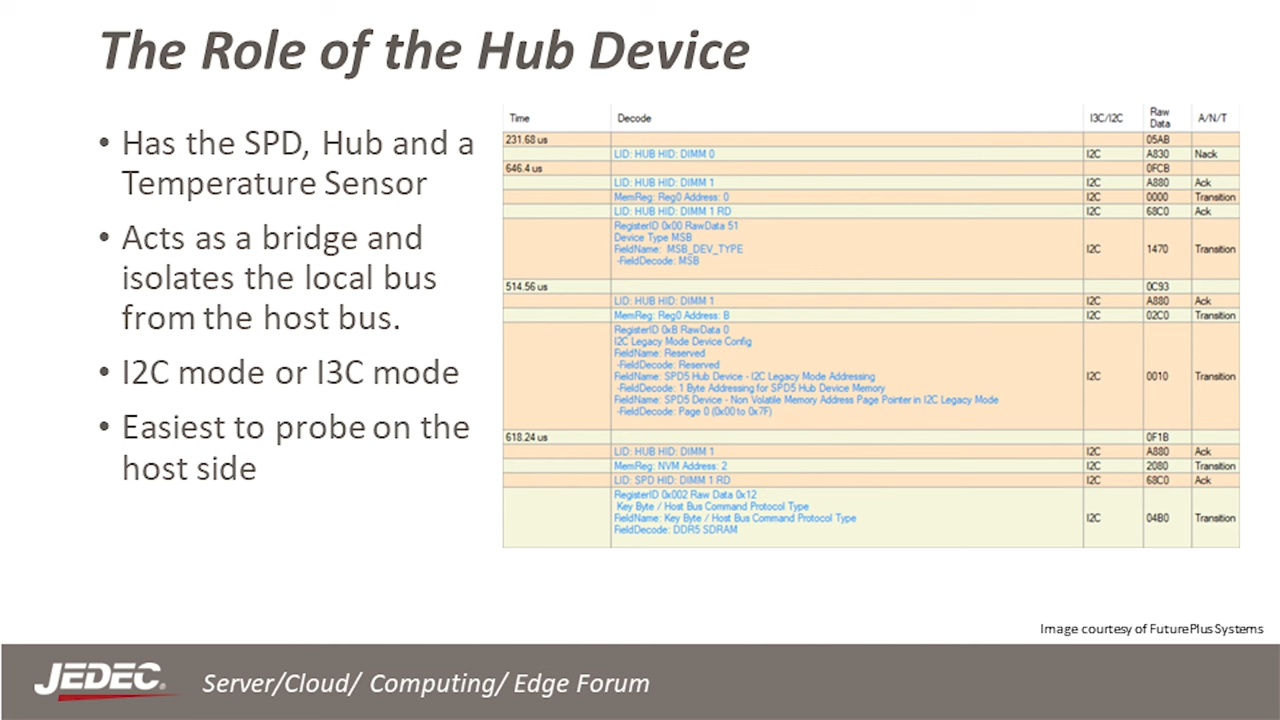 The Role of the Hub Device
• Has the SPD, Hub and a
Temperature Sensor
• Acts as a bridge and
isolates the local bus
from the host bus.
• I2C mode or I3C mode
• Easiest to probe on the
host side
Time Decode I3C/I2C Raw Data A/N/T
231.68 us 05AB
LID: HUB HID: DIMM 0 I2C A830 Nack
646.4 us 0FCB
LID: HUB HID: DIMM 1 I2C A880 Ack
MemReg: Reg0 Address: 0 I2C 0000 Transition
LID: HUB HID: DIMM 1 RD I2C 68C0 Ack
RegisterID 0x00 RawData 51
Device Type MSB
FieldName: MSB_DEV_TYPE I2C 1470 Transition
-FieldDecode: MSB
514.56 us 0C93
LID: HUB HID: DIMM 1 I2C A880 Ack
MemReg: Reg0 Address: B I2C 02C0 Transition
RegisterID 0xB RawData 0
I2C Legacy Mode Device Config
FieldName: Reserved
-FieldDecode: Reserved
FieldName: SPD5 Hub Device - I2C Legacy Mode Addressing I2C 0010 Transition
-FieldDecode: 1 Byte Addressing for SPD5 Hub Device Memory
FieldName: SPD5 Device - Non Volatile Memory Address Page Pointer in I2C Legacy Mode
-FieldDecode: Page 0 (0x00 to 0x7F)
618.24 us 0F1B
LID: HUB HID: DIMM 1 I2C A880 Ack
MemReg: NVM Address: 2 I2C 2080 Transition
LID: SPD HID: DIMM 1 RD I2C 68C0 Ack
RegisterID 0x002 Raw Data 0x12
Key Byte / Host Bus Command Protocol Type
FieldName: Key Byte / Host Bus Command Protocol Type I2C 04B0 Transition
FieldDecode: DDR5 SDRAM
Image courtesy of FuturePlus Systems
JEDEC. Server/Cloud/ Computing/ Edge Forum